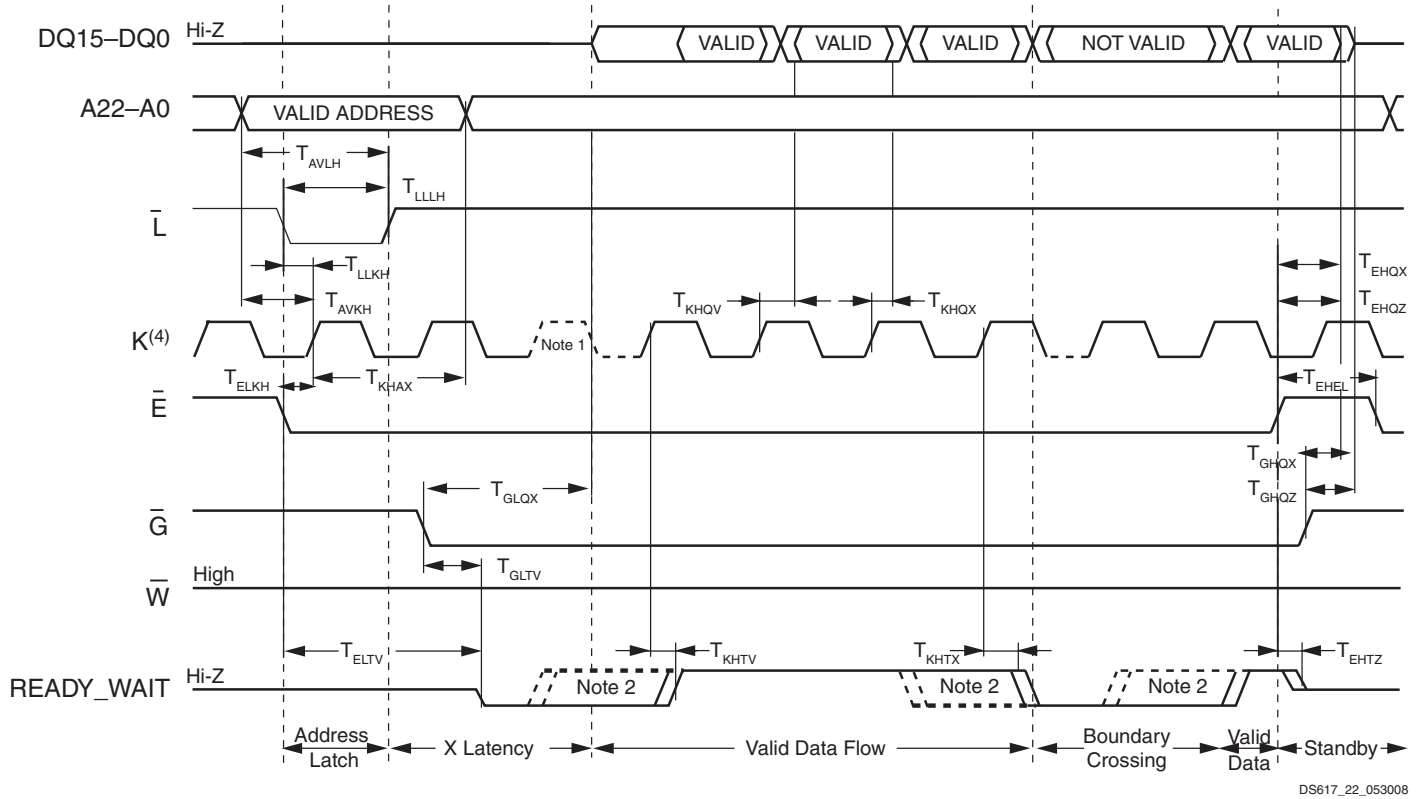 DQ15–DQ0 Hi-Z VALID VALID VALID NOT VALID VALID
A22–A0 VALID ADDRESS
TAVLH
L TLLLH
TLLKH TEHQX
TAVKH TKHQV TKHQX TEHQZ
K(4) Note 1
TELKH TKHAX TEHEL
E
TGHQX
TGLQX TGHQZ
G
TGLTV
W High
TELTV TKHTV TKHTX TEHTZ
READY_WAIT Hi-Z Note 2 Note 2 Note 2
Address Latch X Latency Valid Data Flow Boundary Crossing Valid Data Standby
DS617_22_053008